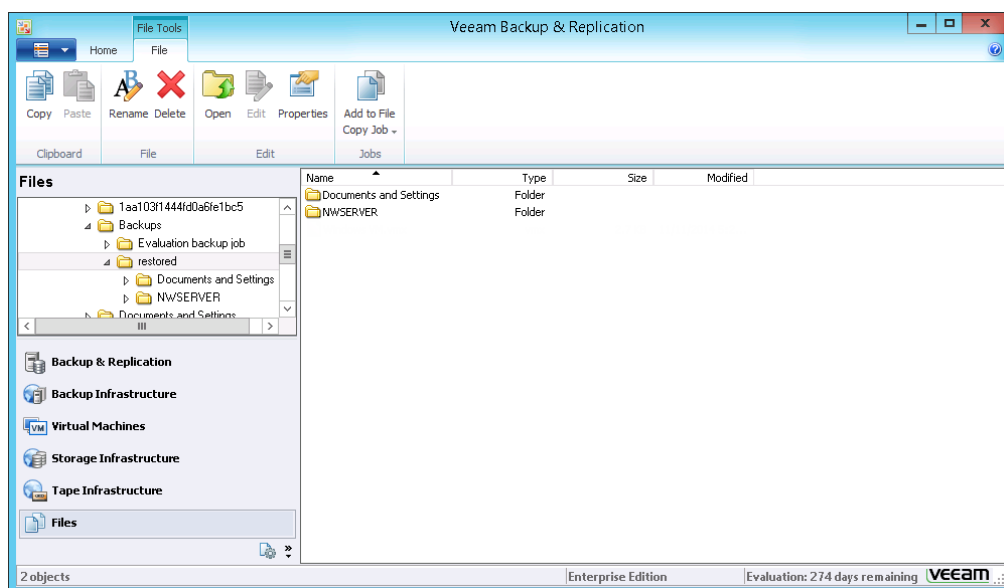 File Tools
Veeam Backup & Replication
Home File
Copy Paste Rename Delete Open Edit Properties Add to File
Copy Job
Clipboard File Edit Jobs
Files
Name Type Size Modified
1aa103f1444fd0a6fe1bc5
Backups
Evaluation backup job
restored
Documents and Settings
NWSERVER
Documents and Settings
Documents and Settings Folder
NWSERVER Folder
Backup & Replication
Backup Infrastructure
Virtual Machines
Storage Infrastructure
Tape Infrastructure
Files
2 objects
Enterprise Edition
Evaluation: 274 days remaining
veeam